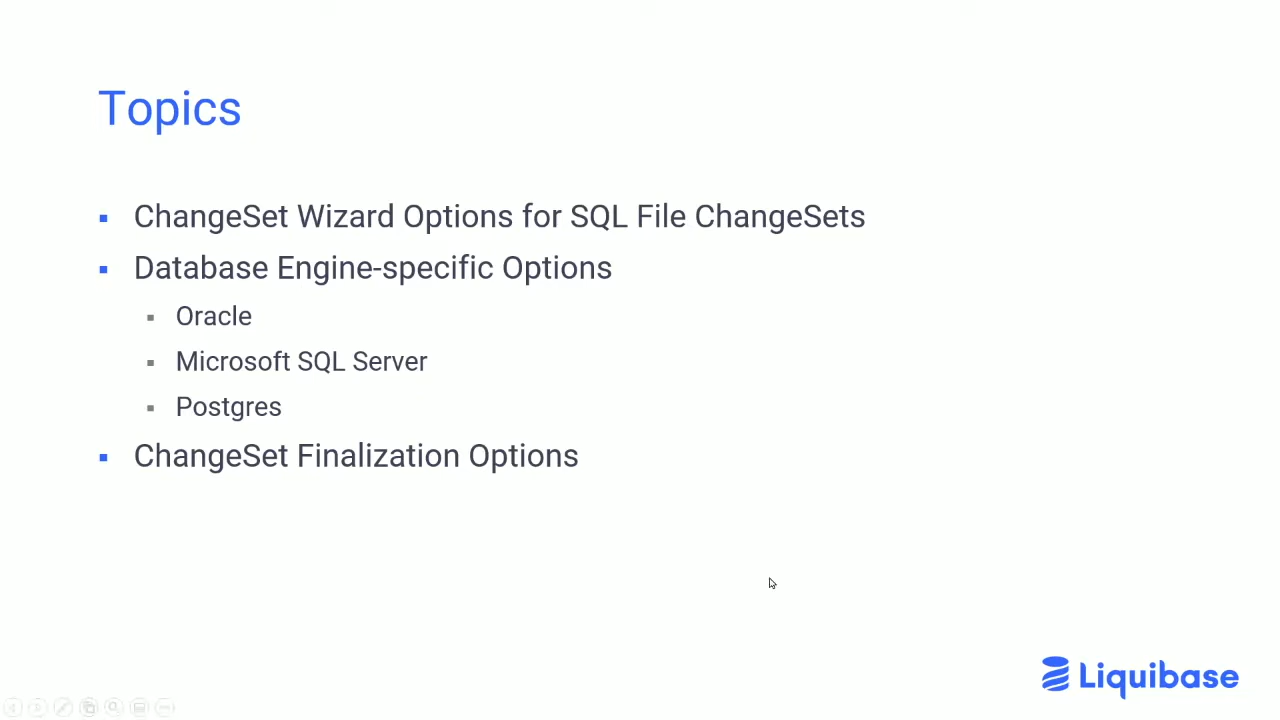 Topics
ChangeSet Wizard Options for SQL File ChangeSets
Database Engine-specific Options
Oracle
Microsoft SQL Server
Postgres
ChangeSet Finalization Options
Liquibase